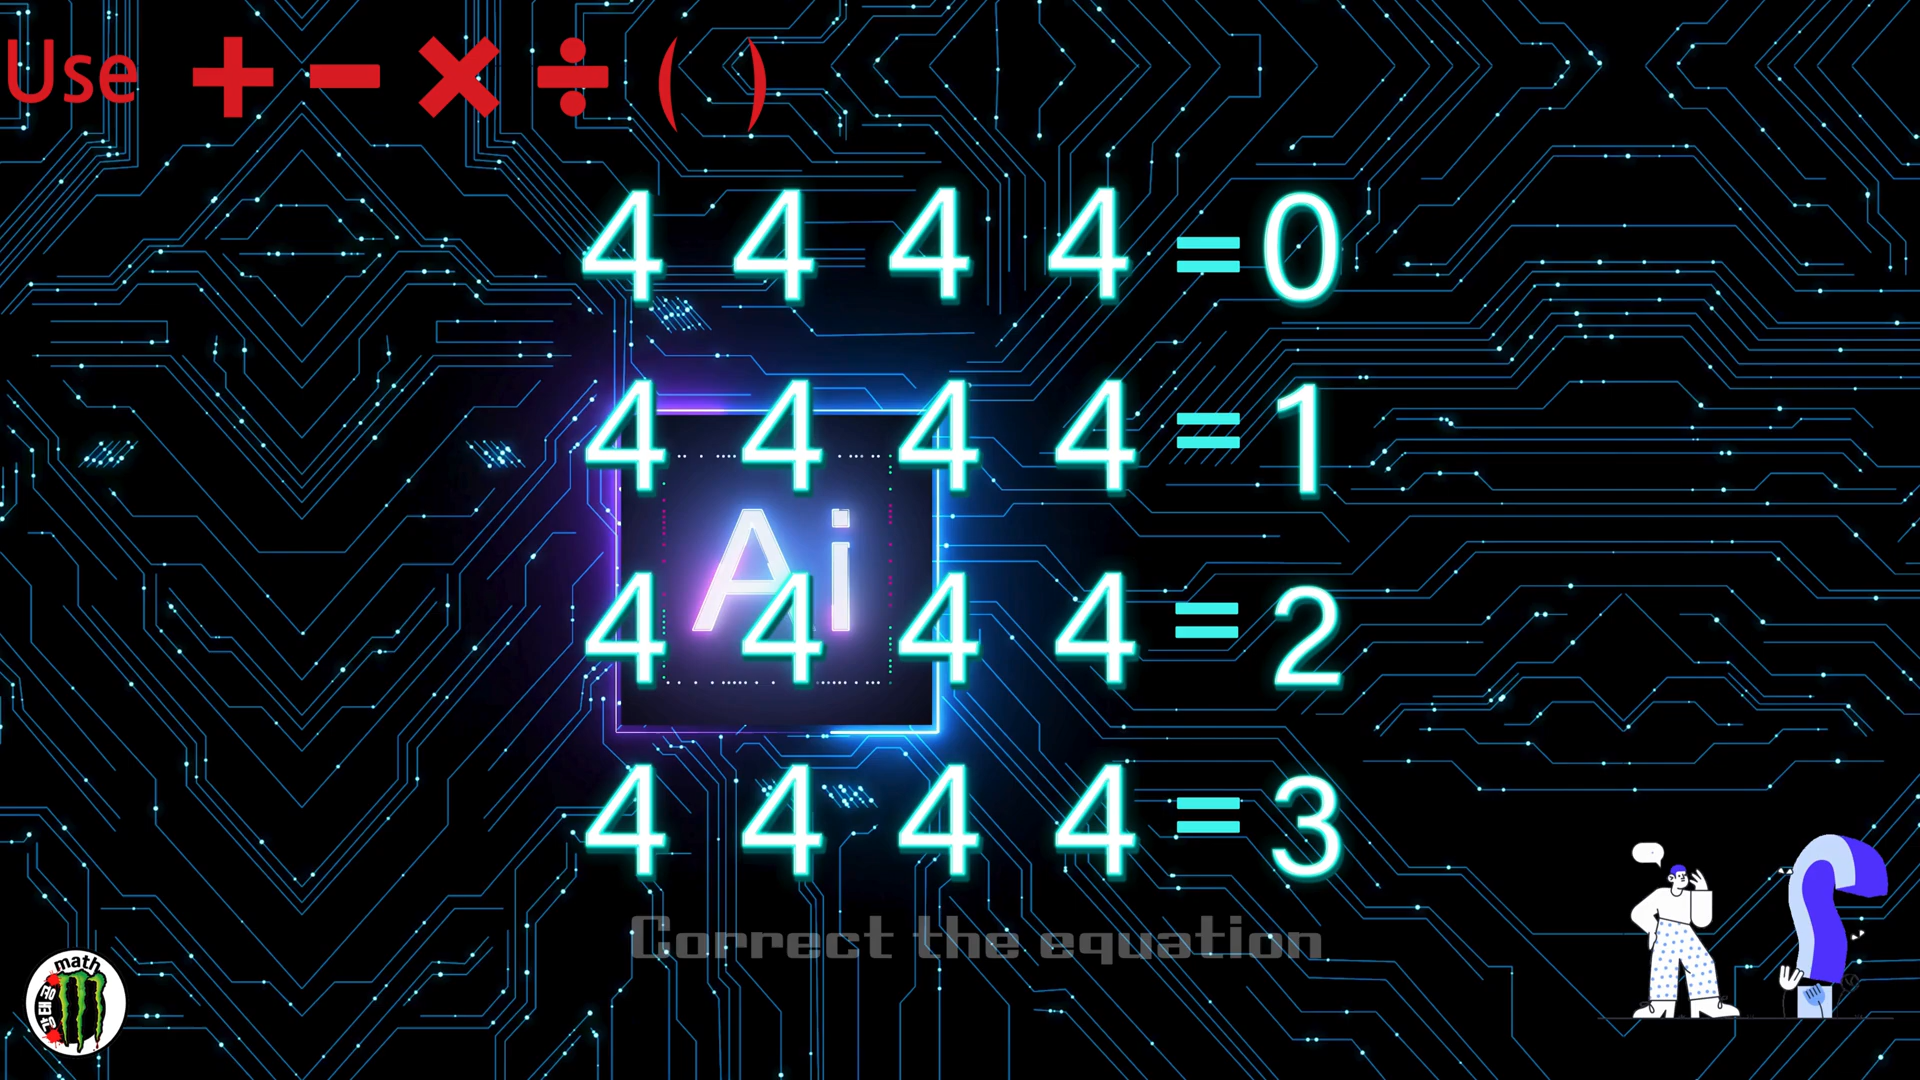 Use + − × ÷ ( )
4 4 4 4 = 0
4 4 4 4 = 1
Ai
4 4 4 4 = 2
4 4 4 4 = 3
Correct the equation
math